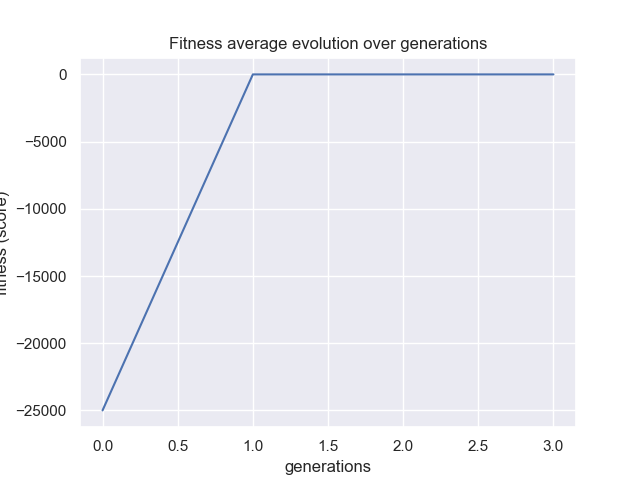 Fitness average evolution over generations
0
−5000
−10000
−15000
−20000
−25000
fitness (score)
0.0 0.5 1.0 1.5 2.0 2.5 3.0
generations